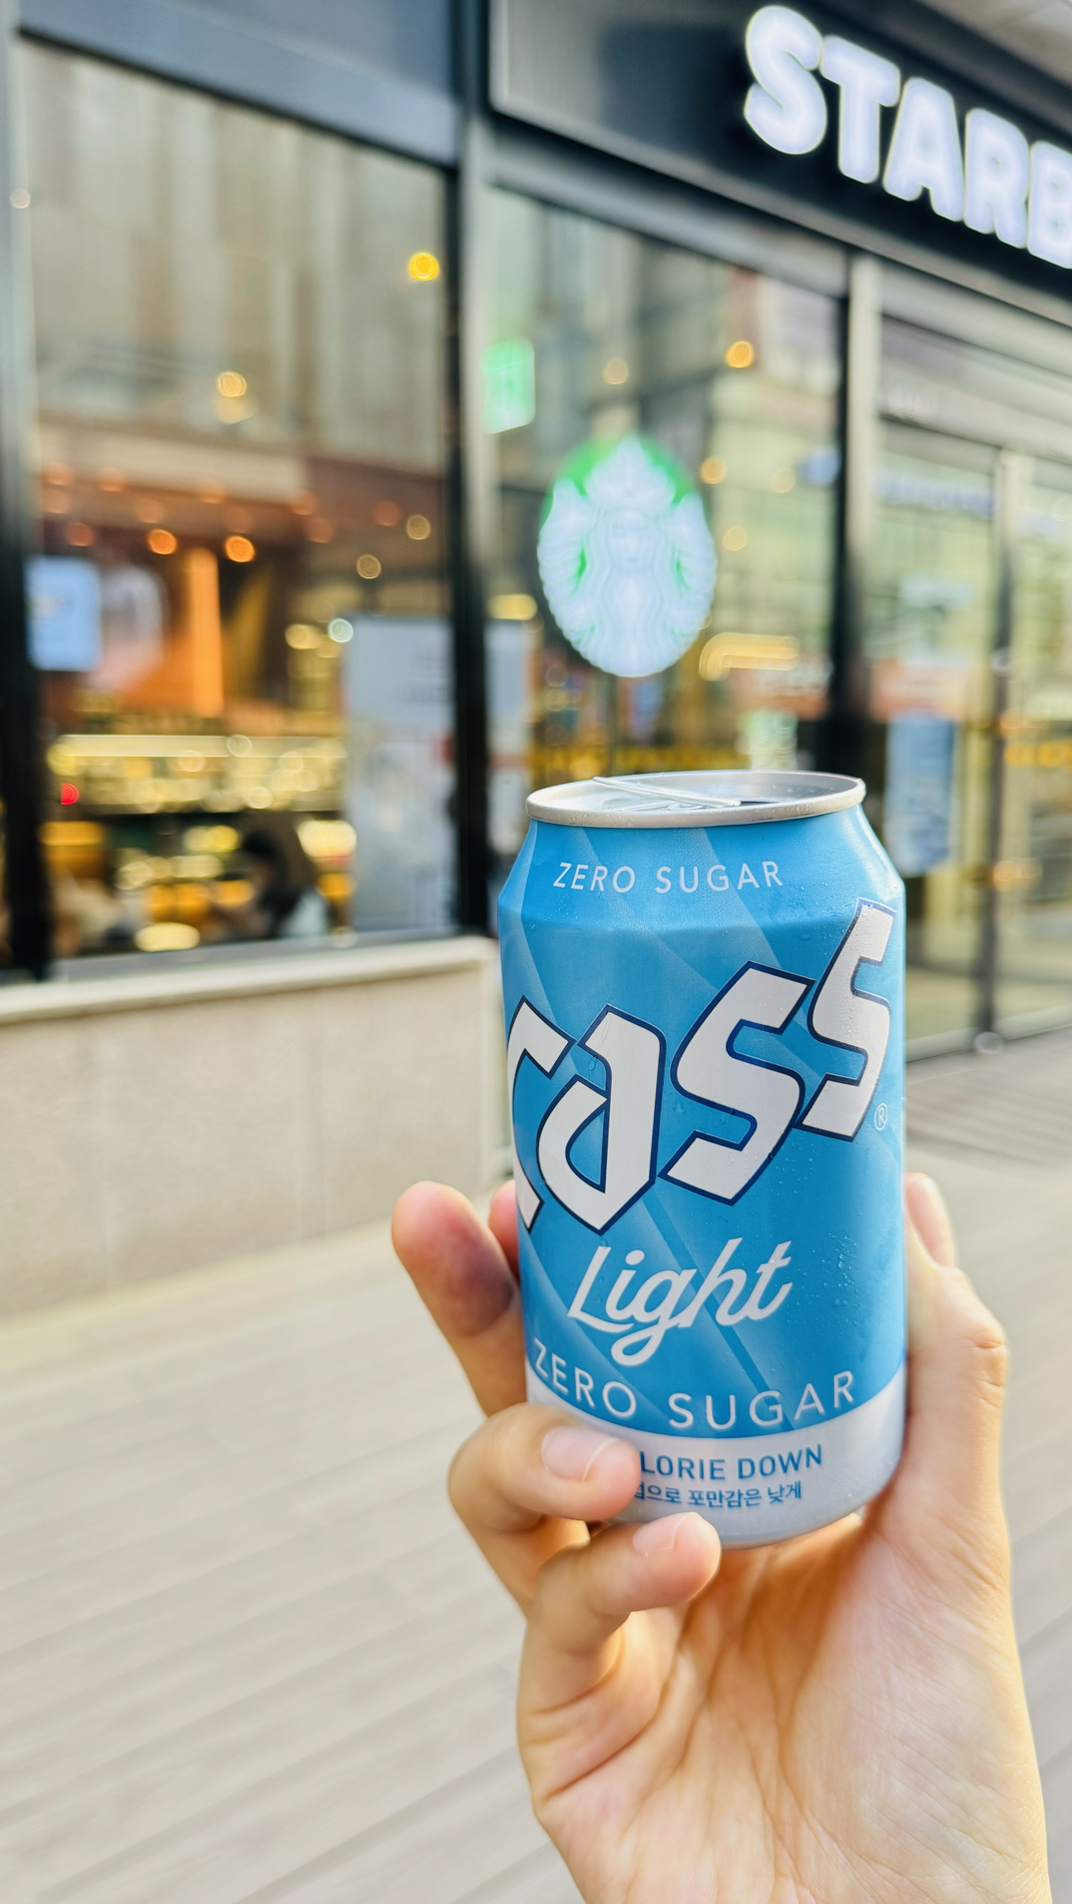 STARB
ZERO SUGAR
cass
®
Light
ZERO SUGAR
LORIE DOWN
으로 포만감은 낮게